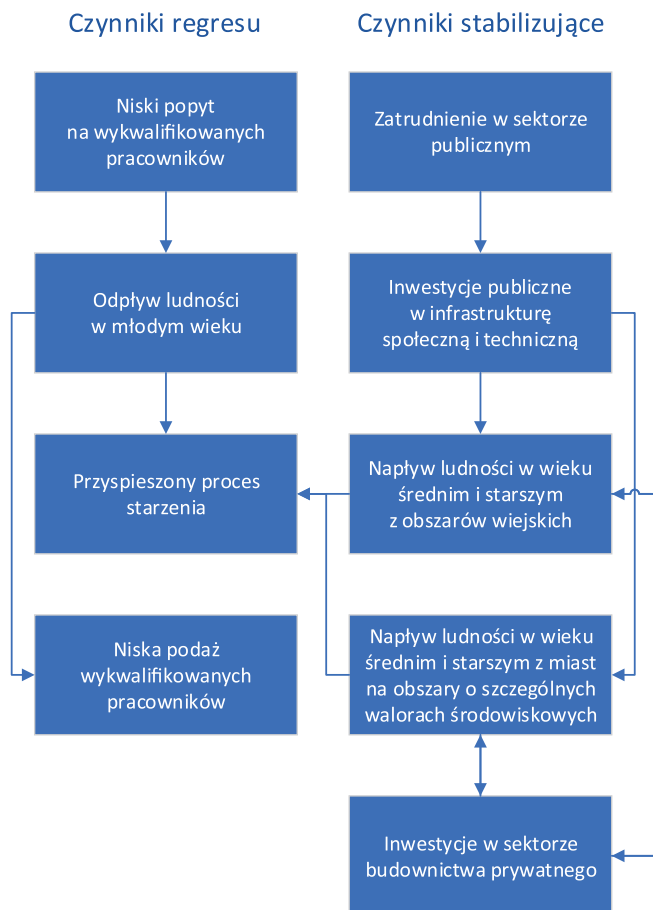 Czynniki regresu
Czynniki stabilizujące
Niski popyt
na wykwalifikowanych
pracowników
Zatrudnienie w sektorze
publicznym
Odpływ ludności
w młodym wieku
Inwestycje publiczne
w infrastrukturę
społeczną i techniczną
Przyspieszony proces
starzenia
Napływ ludności w wieku
średnim i starszym
z obszarów wiejskich
Niska podaż
wykwalifikowanych
pracowników
Napływ ludności w wieku
średnim i starszym z miast
na obszary o szczególnych
walorach środowiskowych
Inwestycje w sektorze
budownictwa prywatnego